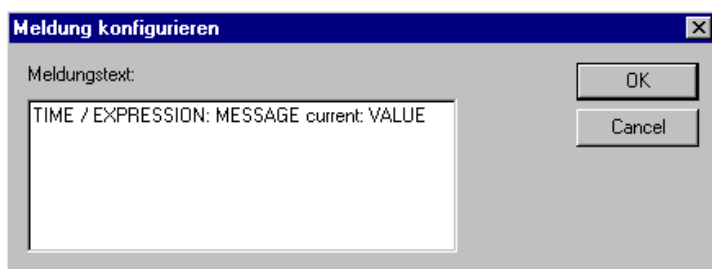 Meldung konfigurieren
Meldungstext:
OK
TIME / EXPRESSION: MESSAGE current: VALUE
Cancel